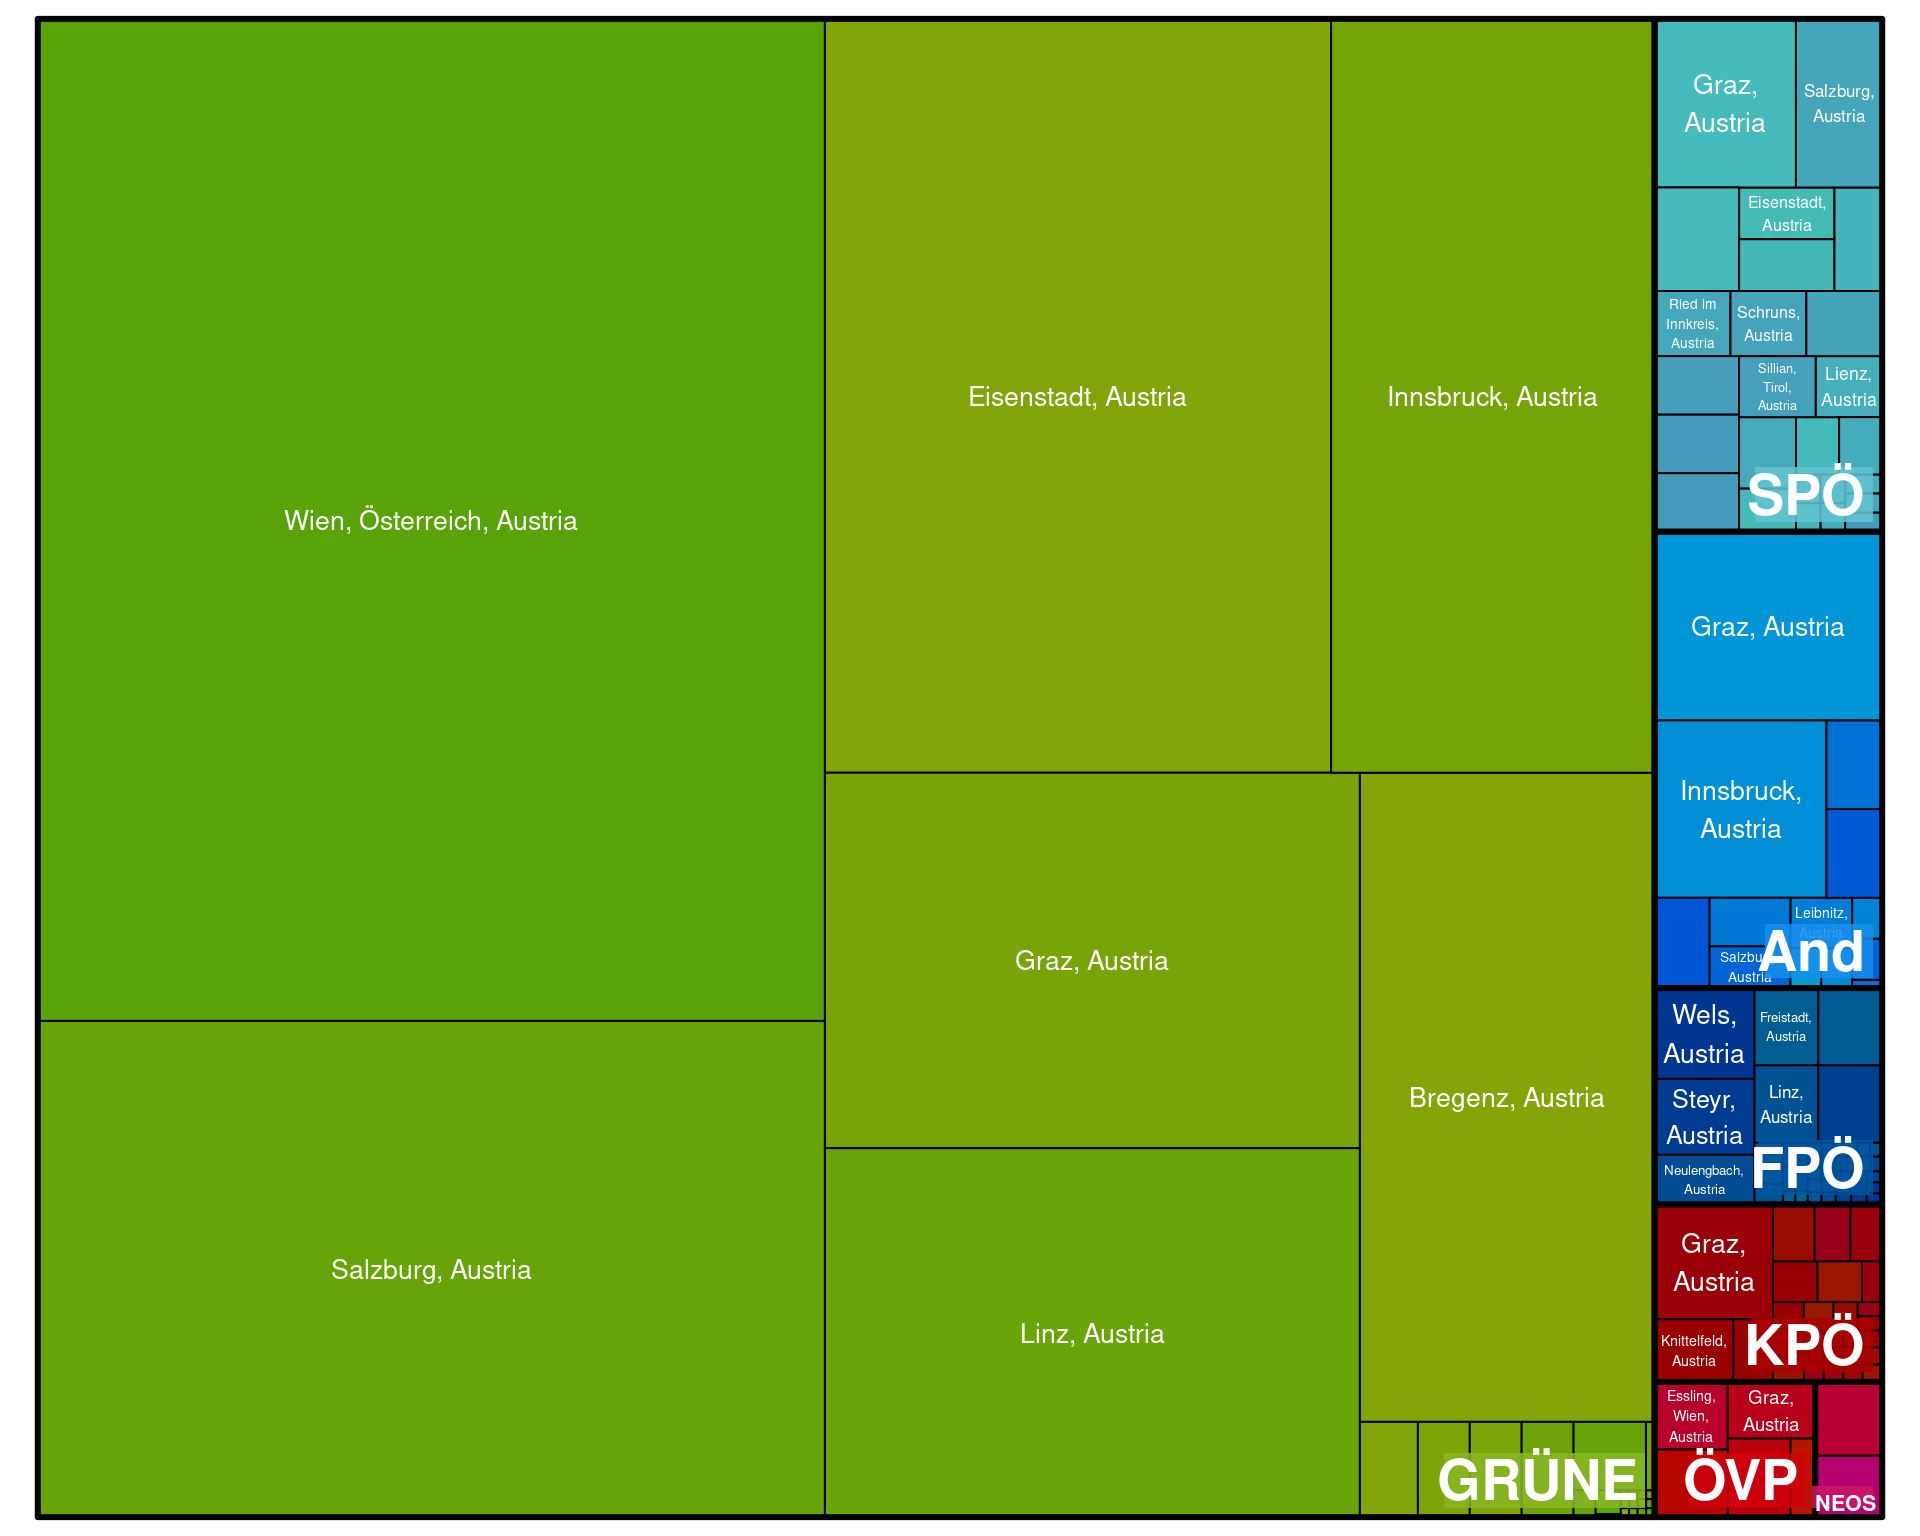 Wien, Österreich, Austria
Salzburg, Austria
Eisenstadt, Austria
Innsbruck, Austria
Graz, Austria
Linz, Austria
Bregenz, Austria
GRÜNE
Graz,
Austria
Salzburg,
Austria
Eisenstadt,
Austria
Ried im
Innkreis,
Austria
Schruns,
Austria
Sillian,
Tirol,
Austria
Lienz,
Austria
SPÖ
Graz, Austria
Innsbruck,
Austria
Leibnitz,
Austria
Salzbu
Austria
And
Wels,
Austria
Freistadt,
Austria
Steyr,
Austria
Linz,
Austria
Neulengbach,
Austria
FPÖ
Graz,
Austria
Knittelfeld,
Austria
KPÖ
Essling,
Wien,
Austria
Graz,
Austria
ÖVP
NEOS